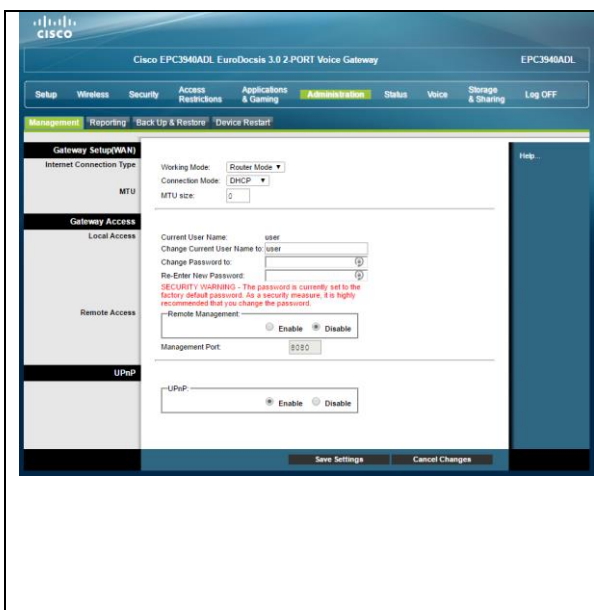 CISCO
Cisco EPC3940ADL EuroDocsis 3.0 2-PORT Voice Gateway
EPC3940ADL
Setup Wireless Security Access Restrictions Applications & Gaming Administration Status Voice Storage & Sharing Log OFF
Management Reporting Back Up & Restore Device Restart
Gateway Setup(WAN)
Help...
Internet Connection Type
Working Mode: Router Mode
Connection Mode: DHCP
MTU
MTU size: 0
Gateway Access
Local Access
Current User Name: user
Change Current User Name to: user
Change Password to:
Re-Enter New Password:
SECURITY WARNING - The password is currently set to the
factory default password. As a security measure, it is highly
recommended that you change the password.
Remote Access
Remote Management:
Enable Disable
Management Port: 8080
UPnP
UPnP:
Enable Disable
Save Settings Cancel Changes